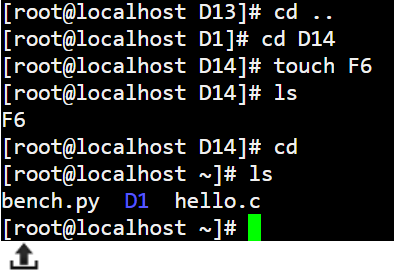 [root@localhost D13]# cd ..
[root@localhost D1]# cd D14
[root@localhost D14]# touch F6
[root@localhost D14]# ls
F6
[root@localhost D14]# cd
[root@localhost ~]# ls
bench.py  D1  hello.c
[root@localhost ~]#